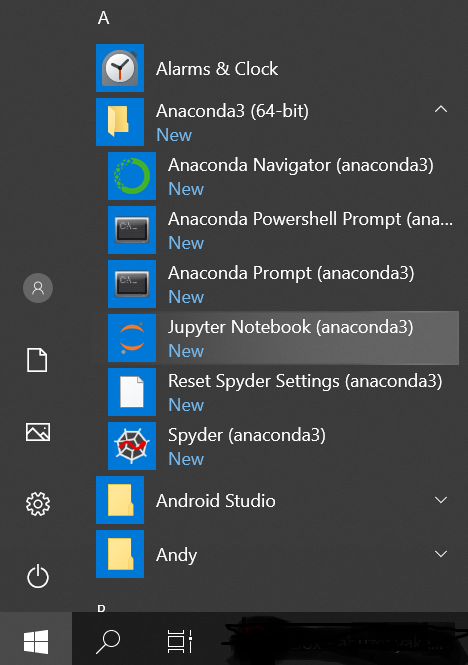 A
Alarms & Clock
Anaconda3 (64-bit)
New
Anaconda Navigator (anaconda3)
New
Anaconda Powershell Prompt (ana...
New
Anaconda Prompt (anaconda3)
New
Jupyter Notebook (anaconda3)
New
Reset Spyder Settings (anaconda3)
New
Spyder (anaconda3)
New
Android Studio
Andy